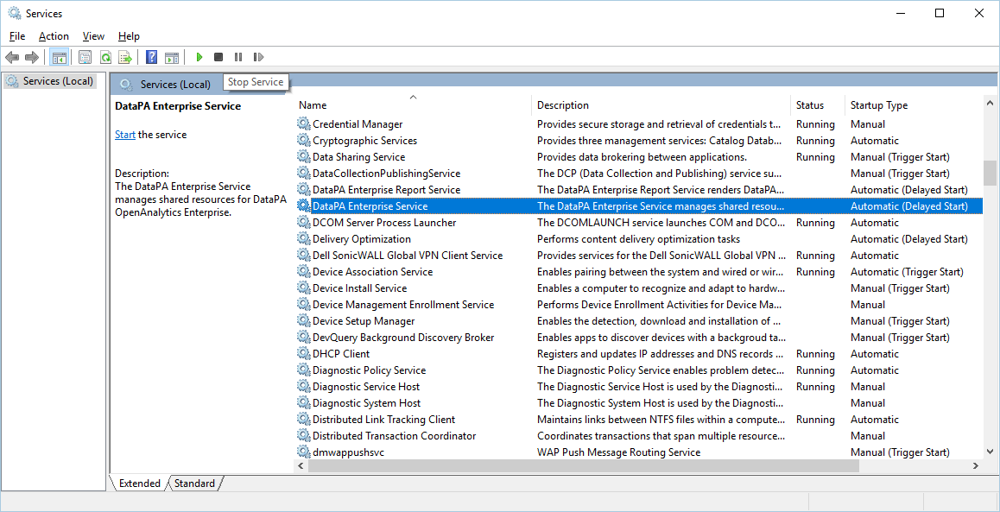 Services
File Action View Help
Services (Local)
Services (Local)
Stop Service
DataPA Enterprise Service
Start the service
Description:
The DataPA Enterprise Service
manages shared resources for DataPA
OpenAnalytics Enterprise.
Name Description Status Startup Type
Credential Manager Provides secure storage and retrieval of credentials t... Running Manual
Cryptographic Services Provides three management services: Catalog Datab... Running Automatic
Data Sharing Service Provides data brokering between applications. Running Manual (Trigger Start)
DataCollectionPublishingService The DCP (Data Collection and Publishing) service su... Manual (Trigger Start)
DataPA Enterprise Report Service The DataPA Enterprise Report Service renders DataPA... Automatic (Delayed Start)
DataPA Enterprise Service The DataPA Enterprise Service manages shared resou... Automatic (Delayed Start)
DCOM Server Process Launcher The DCOMLAUNCH service launches COM and DCO... Running Automatic
Delivery Optimization Performs content delivery optimization tasks Automatic (Delayed Start)
Dell SonicWALL Global VPN Client Service Provides services for the Dell SonicWALL Global VPN ... Running Automatic
Device Association Service Enables pairing between the system and wired or wir... Running Automatic (Trigger Start)
Device Install Service Enables a computer to recognize and adapt to hardw... Manual (Trigger Start)
Device Management Enrollment Service Performs Device Enrollment Activities for Device Ma... Manual
Device Setup Manager Enables the detection, download and installation of ... Manual (Trigger Start)
DevQuery Background Discovery Broker Enables apps to discover devices with a backgroud ta... Manual (Trigger Start)
DHCP Client Registers and updates IP addresses and DNS records ... Running Automatic
Diagnostic Policy Service The Diagnostic Policy Service enables problem detec... Running Automatic
Diagnostic Service Host The Diagnostic Service Host is used by the Diagnosti... Running Manual
Diagnostic System Host The Diagnostic System Host is used by the Diagnosti... Manual
Distributed Link Tracking Client Maintains links between NTFS files within a compute... Running Automatic
Distributed Transaction Coordinator Coordinates transactions that span multiple resource... Manual
dmwappushsvc WAP Push Message Routing Service Manual (Trigger Start)
Extended Standard